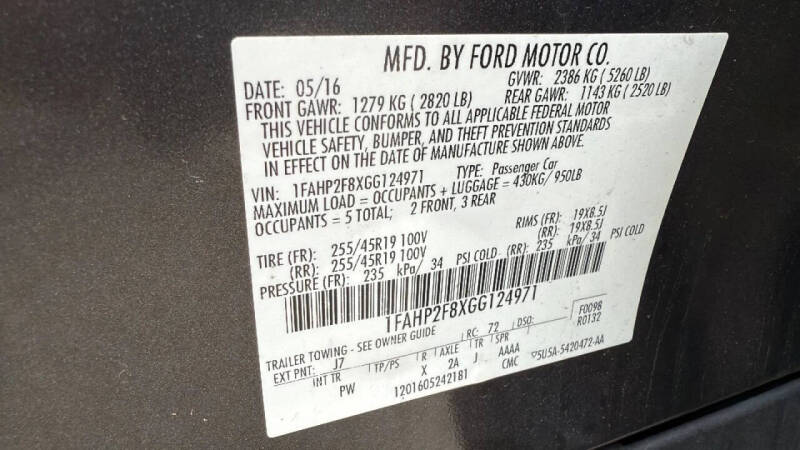 MFD. BY FORD MOTOR CO.
DATE: 05/16 GVWR: 2386 KG ( 5260 LB)
FRONT GAWR: 1279 KG ( 2820 LB) REAR GAWR: 1143 KG ( 2520 LB)
THIS VEHICLE CONFORMS TO ALL APPLICABLE FEDERAL MOTOR
VEHICLE SAFETY, BUMPER, AND THEFT PREVENTION STANDARDS
IN EFFECT ON THE DATE OF MANUFACTURE SHOWN ABOVE.
VIN: 1FAHP2F8XGG124971 TYPE: Passenger Car
MAXIMUM LOAD = OCCUPANTS + LUGGAGE = 430KG/ 950LB
OCCUPANTS = 5 TOTAL; 2 FRONT, 3 REAR
TIRE (FR): 255/45R19 100V RIMS (FR): 19X8.5J
(RR): 255/45R19 100V (RR): 19X8.5J
PRESSURE (FR): 235 kPa/ 34 PSI COLD (RR): 235 kPa/ 34 PSI COLD
1FAHP2F8XGG124971
F0098
R0132
TRAILER TOWING - SEE OWNER GUIDE RC: 72 DSO:
EXT PNT: J7 TP/PS R AXLE TR SPR
INT TR X 2A J AAAA
PW CMC 5U5A-5420472-AA
1201605242181